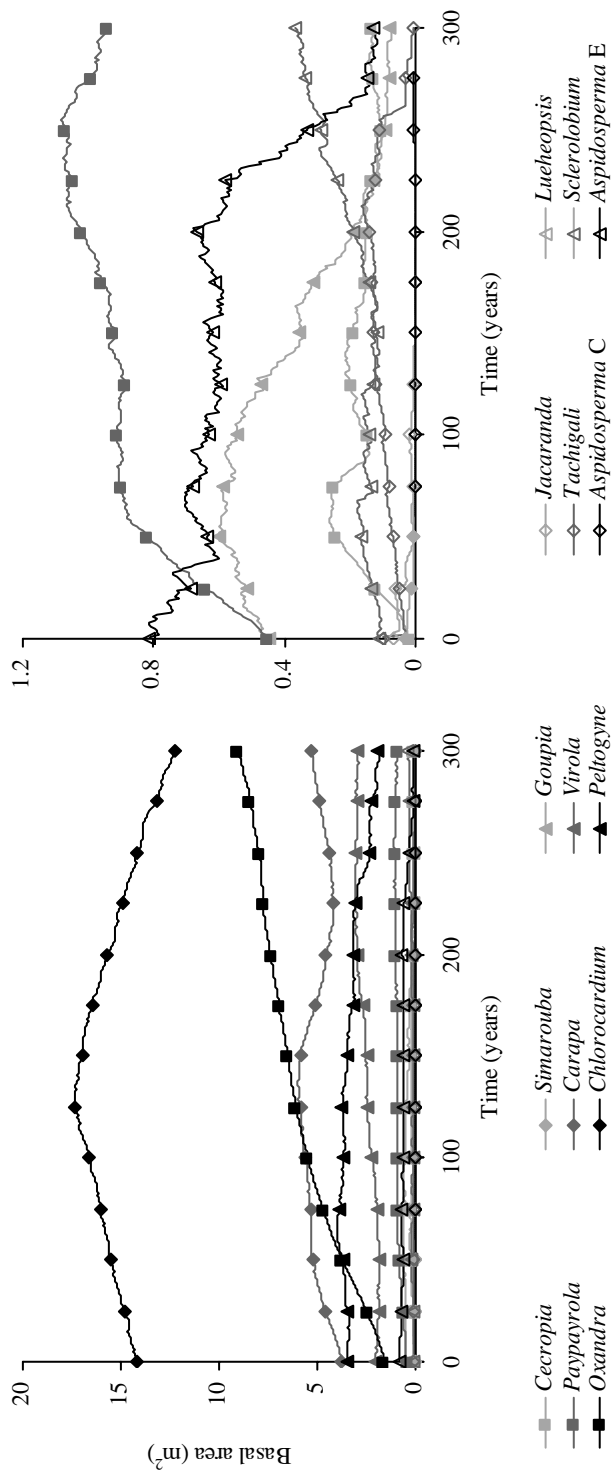 Basal area (m²)
20
15
10
5
0
0
100
200
300
Time (years)
1.2
0.8
0.4
0
0
100
200
300
Time (years)
Cecropia
Simarouba
Goupia
Jacaranda
Lueheopsis
Paypayrola
Carapa
Virola
Tachigali
Sclerolobium
Oxandra
Chlorocardium
Peltogyne
Aspidosperma C
Aspidosperma E